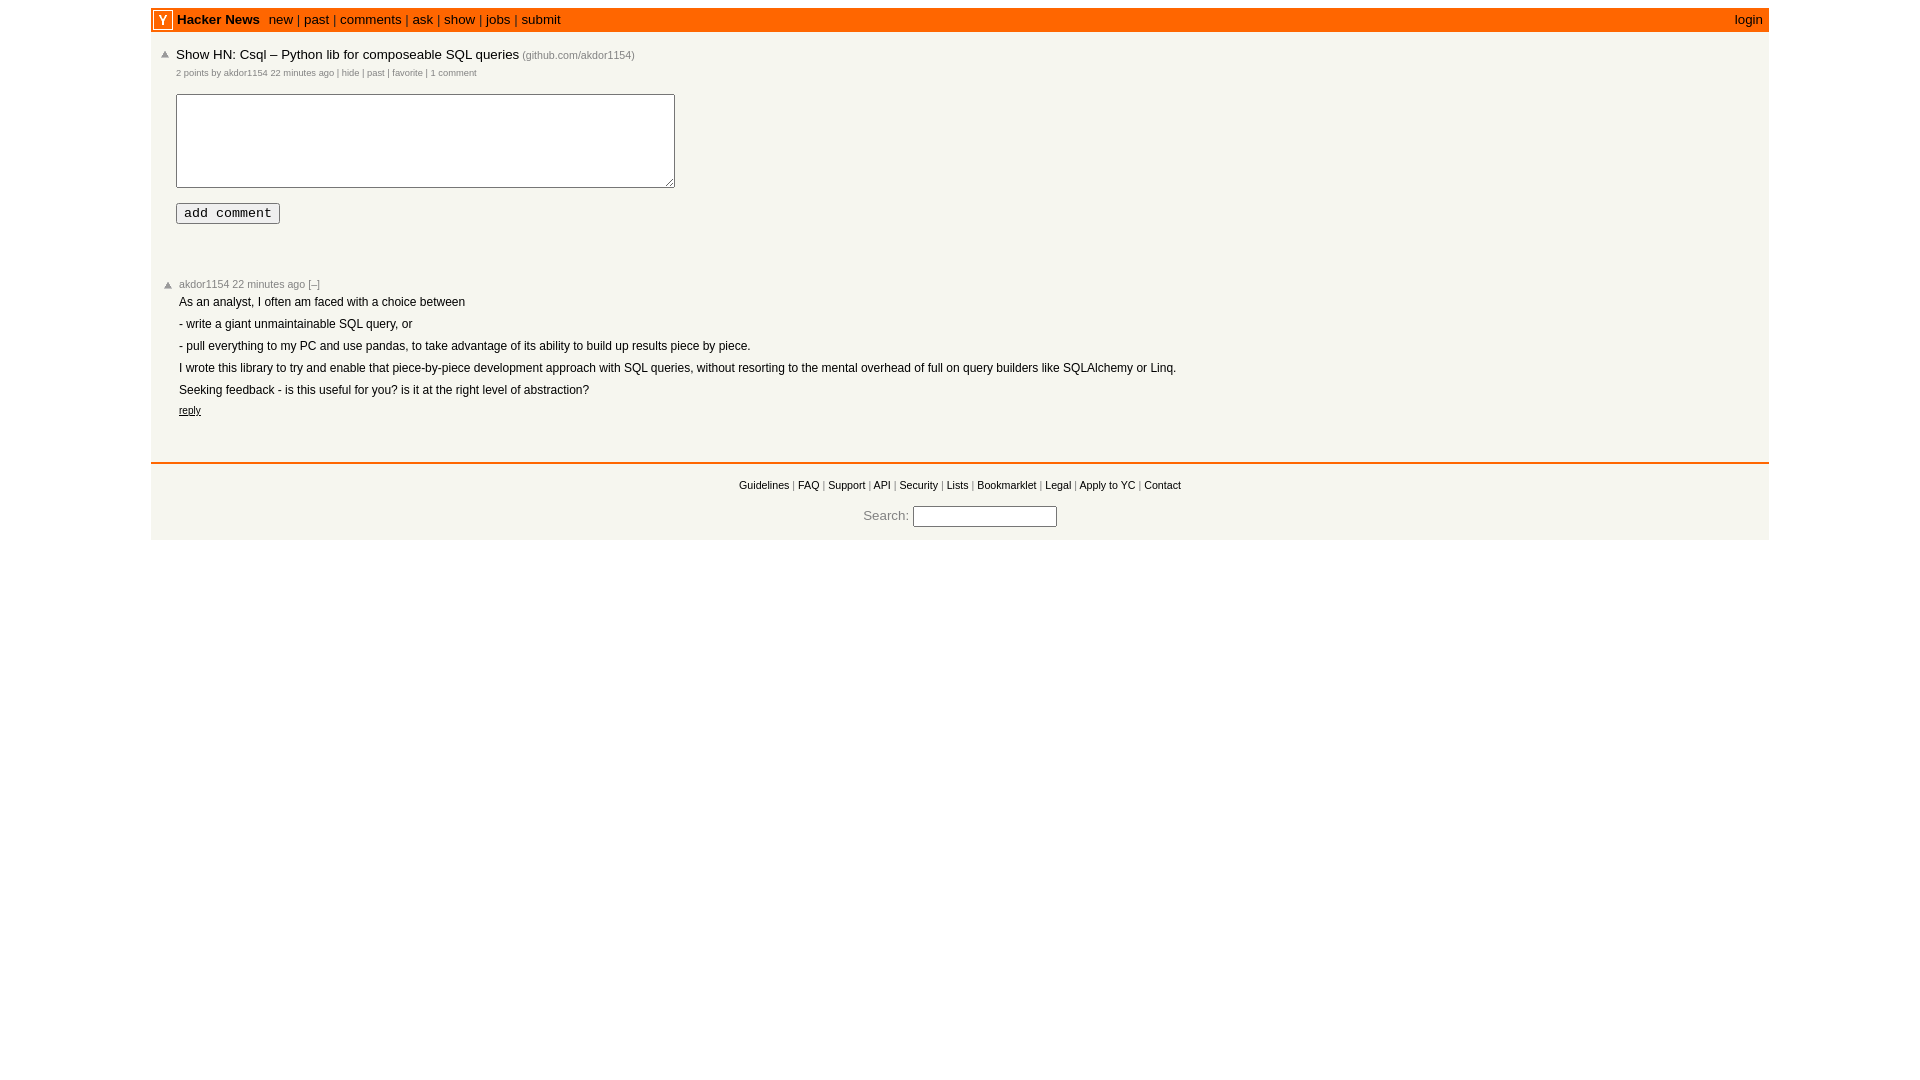 Y Hacker News new | past | comments | ask | show | jobs | submit login
Show HN: Csql – Python lib for composeable SQL queries (github.com/akdor1154)
2 points by akdor1154 22 minutes ago | hide | past | favorite | 1 comment
add comment
akdor1154 22 minutes ago [–]
As an analyst, I often am faced with a choice between
- write a giant unmaintainable SQL query, or
- pull everything to my PC and use pandas, to take advantage of its ability to build up results piece by piece.
I wrote this library to try and enable that piece-by-piece development approach with SQL queries, without resorting to the mental overhead of full on query builders like SQLAlchemy or Linq.
Seeking feedback - is this useful for you? is it at the right level of abstraction?
reply
Guidelines | FAQ | Support | API | Security | Lists | Bookmarklet | Legal | Apply to YC | Contact
Search: